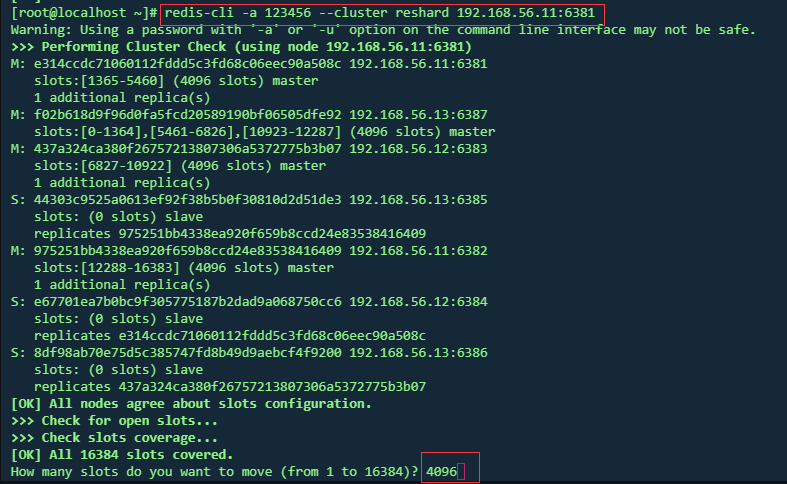 [root@localhost ~]# redis-cli -a 123456 --cluster reshard 192.168.56.11:6381
Warning: Using a password with '-a' or '-u' option on the command line interface may not be safe.
>>> Performing Cluster Check (using node 192.168.56.11:6381)
M: e314ccdc71060112fddd5c3fd68c06eec90a508c 192.168.56.11:6381
   slots:[1365-5460] (4096 slots) master
   1 additional replica(s)
M: f02b618d9f96d0fa5fcd20589190bf06505dfe92 192.168.56.13:6387
   slots:[0-1364],[5461-6826],[10923-12287] (4096 slots) master
M: 437a324ca380f26757213807306a5372775b3b07 192.168.56.12:6383
   slots:[6827-10922] (4096 slots) master
   1 additional replica(s)
S: 44303c9525a0613ef92f38b5b0f30810d2d51de3 192.168.56.13:6385
   slots: (0 slots) slave
   replicates 975251bb4338ea920f659b8ccd24e83538416409
M: 975251bb4338ea920f659b8ccd24e83538416409 192.168.56.11:6382
   slots:[12288-16383] (4096 slots) master
   1 additional replica(s)
S: e67701ea7b0bc9f305775187b2dad9a068750cc6 192.168.56.12:6384
   slots: (0 slots) slave
   replicates e314ccdc71060112fddd5c3fd68c06eec90a508c
S: 8df98ab70e75d5c385747fd8b49d9aebcf4f9200 192.168.56.13:6386
   slots: (0 slots) slave
   replicates 437a324ca380f26757213807306a5372775b3b07
[OK] All nodes agree about slots configuration.
>>> Check for open slots...
>>> Check slots coverage...
[OK] All 16384 slots covered.
How many slots do you want to move (from 1 to 16384)? 4096